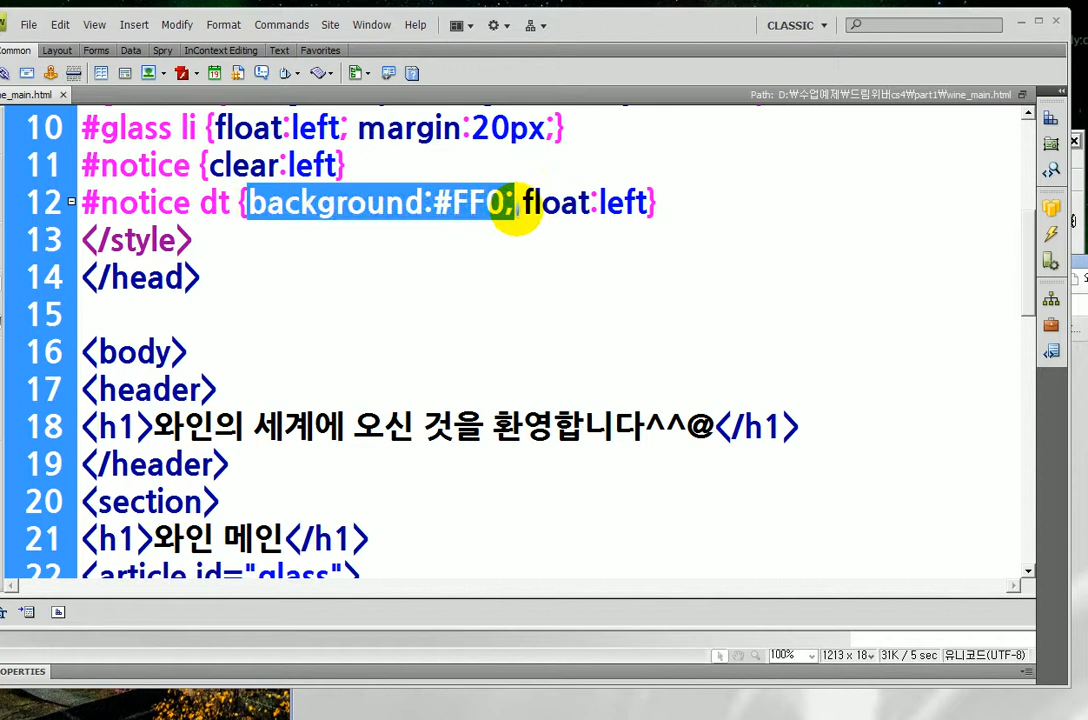 File Edit View Insert Modify Format Commands Site Window Help CLASSIC
Common Layout Forms Data Spry InContext Editing Text Favorites
19
Path: D:₩수업예제₩드림위버cs4₩part1₩wine_main.html
10 #glass li {float:left; margin:20px;}
11 #notice {clear:left}
12 #notice dt {background:#FF0; float:left}
13 </style>
14 </head>
15
16 <body>
17 <header>
18 <h1>와인의 세계에 오신 것을 환영합니다^^@</h1>
19 </header>
20 <section>
21 <h1>와인 메인</h1>
22 <article id="glass">
100% 1213 x 18 31K / 5 sec 유니코드(UTF-8)